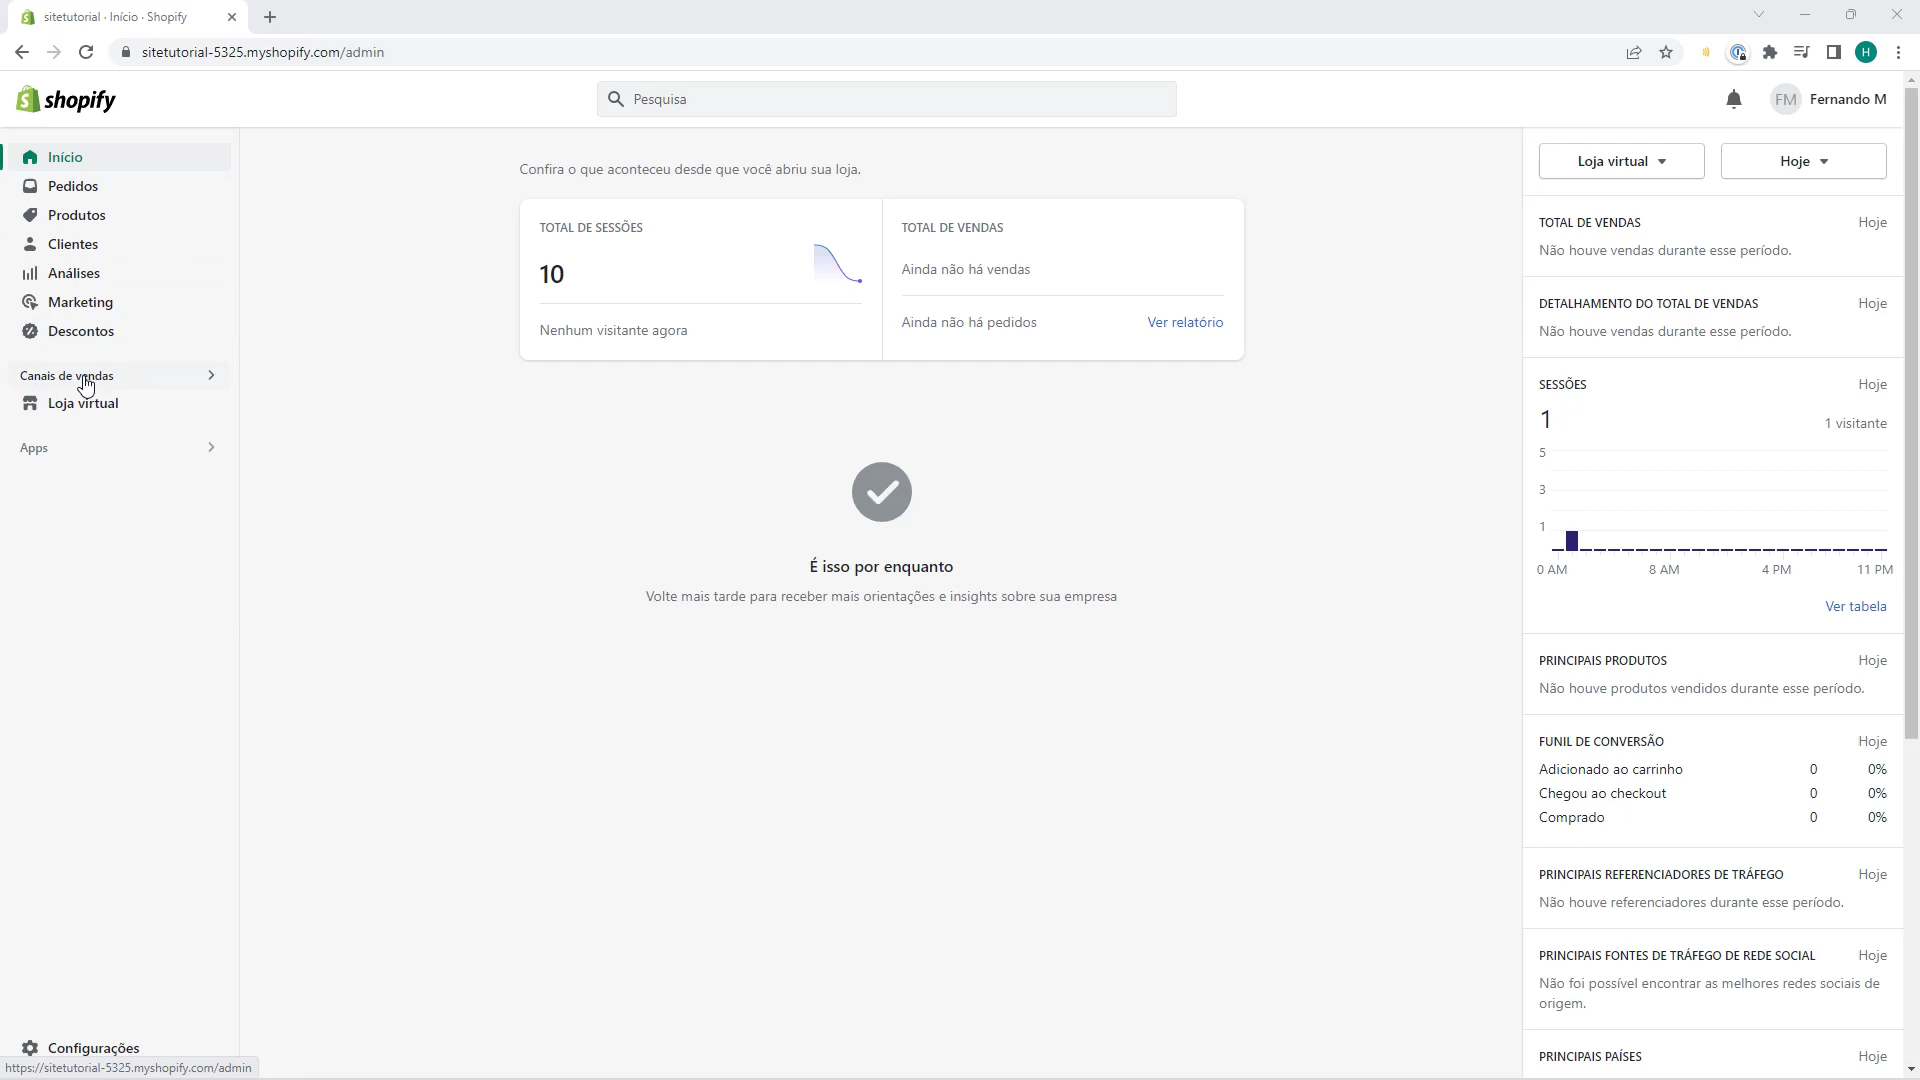 sitetutorial · Início · Shopify
sitetutorial-5325.myshopify.com/admin
H
shopify
Pesquisa
FM
Fernando M
Início
Pedidos
Produtos
Clientes
Análises
Marketing
Descontos
Canais de vendas
Loja virtual
Apps
Configurações
https://sitetutorial-5325.myshopify.com/admin
Confira o que aconteceu desde que você abriu sua loja.
TOTAL DE SESSÕES
10
Nenhum visitante agora
TOTAL DE VENDAS
Ainda não há vendas
Ainda não há pedidos Ver relatório
É isso por enquanto
Volte mais tarde para receber mais orientações e insights sobre sua empresa
Loja virtual Hoje
TOTAL DE VENDAS Hoje
Não houve vendas durante esse período.
DETALHAMENTO DO TOTAL DE VENDAS Hoje
Não houve vendas durante esse período.
SESSÕES Hoje
1 1 visitante
5
3
1
0 AM 8 AM 4 PM 11 PM
Ver tabela
PRINCIPAIS PRODUTOS Hoje
Não houve produtos vendidos durante esse período.
FUNIL DE CONVERSÃO Hoje
Adicionado ao carrinho 0 0%
Chegou ao checkout 0 0%
Comprado 0 0%
PRINCIPAIS REFERENCIADORES DE TRÁFEGO Hoje
Não houve referenciadores durante esse período.
PRINCIPAIS FONTES DE TRÁFEGO DE REDE SOCIAL Hoje
Não foi possível encontrar as melhores redes sociais de
origem.
PRINCIPAIS PAÍSES Hoje